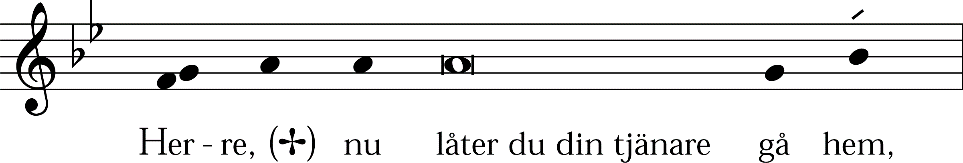 Her - re, (✢) nu låter du din tjänare gå hem,